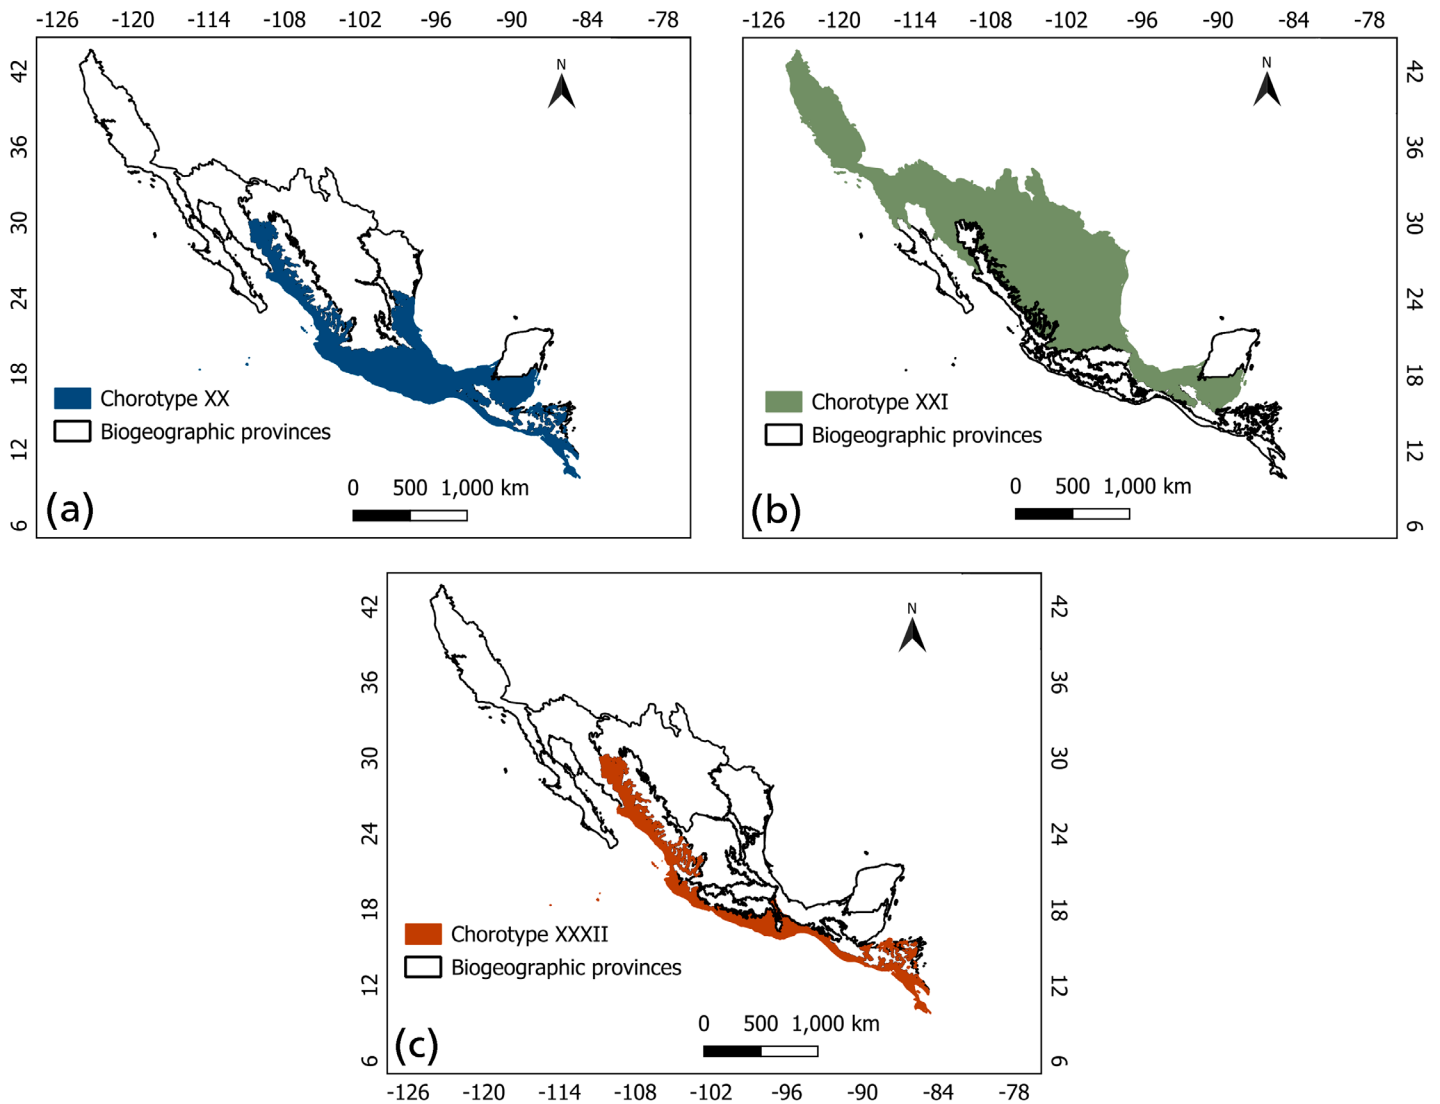 -126 -120 -114 -108 -102 -96 -90 -84 -78
-126 -120 -114 -108 -102 -96 -90 -84 -78
42
36
30
24
18
12
6
N
Chorotype XX
Biogeographic provinces
0 500 1,000 km
(a)
N
Chorotype XXI
Biogeographic provinces
0 500 1,000 km
(b)
42
36
30
24
18
12
6
42
36
30
24
18
12
6
N
Chorotype XXXII
Biogeographic provinces
0 500 1,000 km
(c)
42
36
30
24
18
12
6
-126 -120 -114 -108 -102 -96 -90 -84 -78